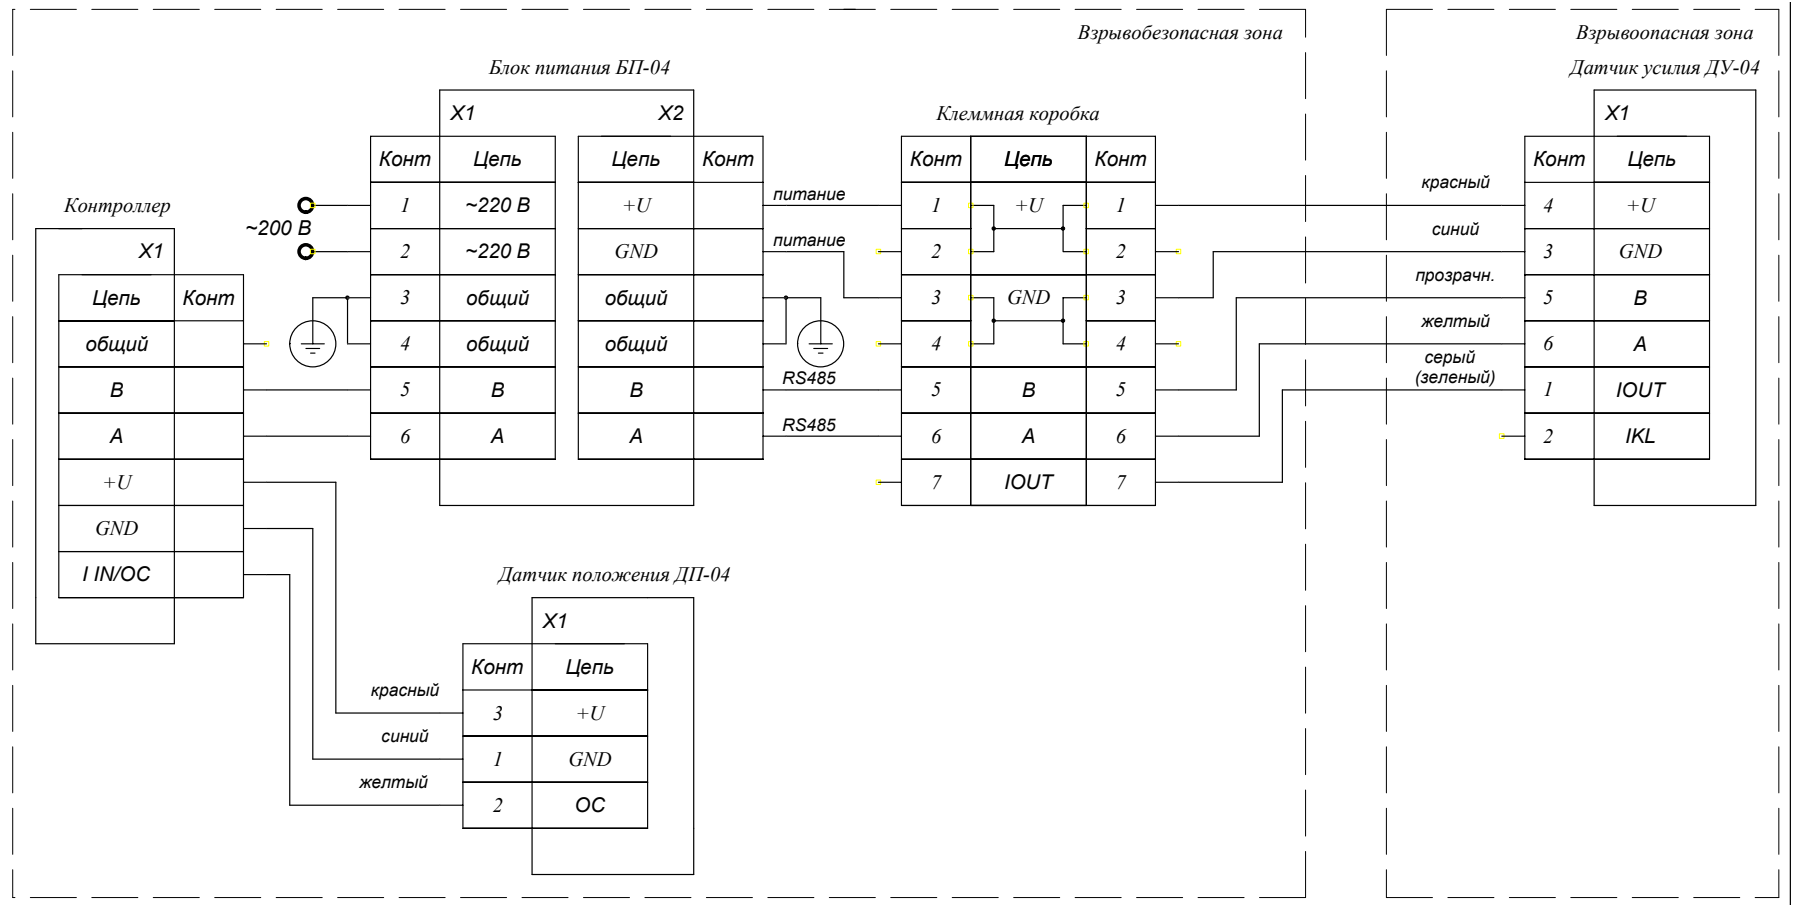 Взрывобезопасная зона
Взрывоопасная зона
Блок питания БП-04
Датчик усилия ДУ-04
X1 X2
Клеммная коробка
X1
Конт Цепь Цепь Конт
Конт Цепь Конт
Конт Цепь
Контроллер
~200 В
1 ~220 В +U
питание
1 +U 1
красный
4 +U
X1
2 ~220 В GND
питание
2 2
синий
3 GND
Цепь Конт
3 общий общий
3 GND 3
прозрачн.
5 B
общий
4 общий общий
4 4
желтый
6 A
B
5 B B
RS485
5 B 5
серый
(зеленый)
1 IOUT
A
6 A A
RS485
6 A 6
2 IKL
+U
7 IOUT 7
GND
I IN/OC
Датчик положения ДП-04
X1
Конт Цепь
красный
3 +U
синий
1 GND
желтый
2 OC